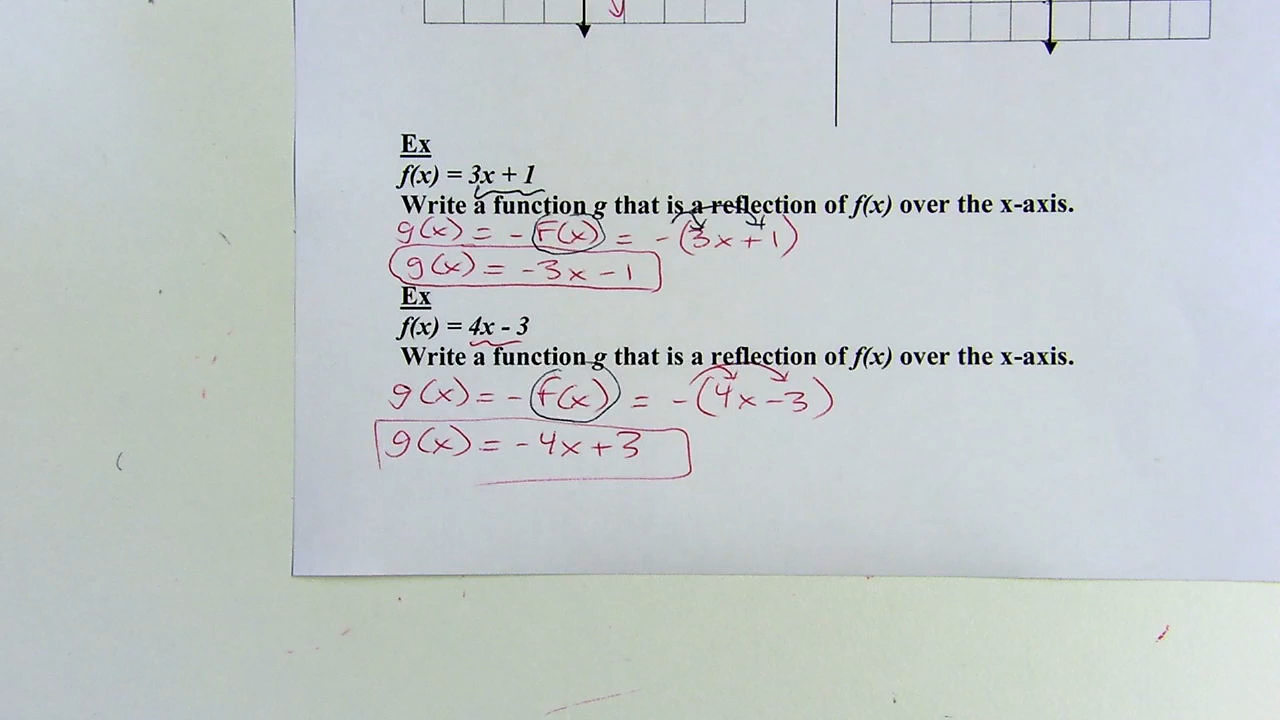 Ex
f(x) = 3x + 1
Write a function g that is a reflection of f(x) over the x-axis.
g(x) = - F(x) = - (3x + 1)
g(x) = -3x - 1
Ex
f(x) = 4x - 3
Write a function g that is a reflection of f(x) over the x-axis.
g(x) = - f(x) = - (4x - 3)
g(x) = -4x + 3